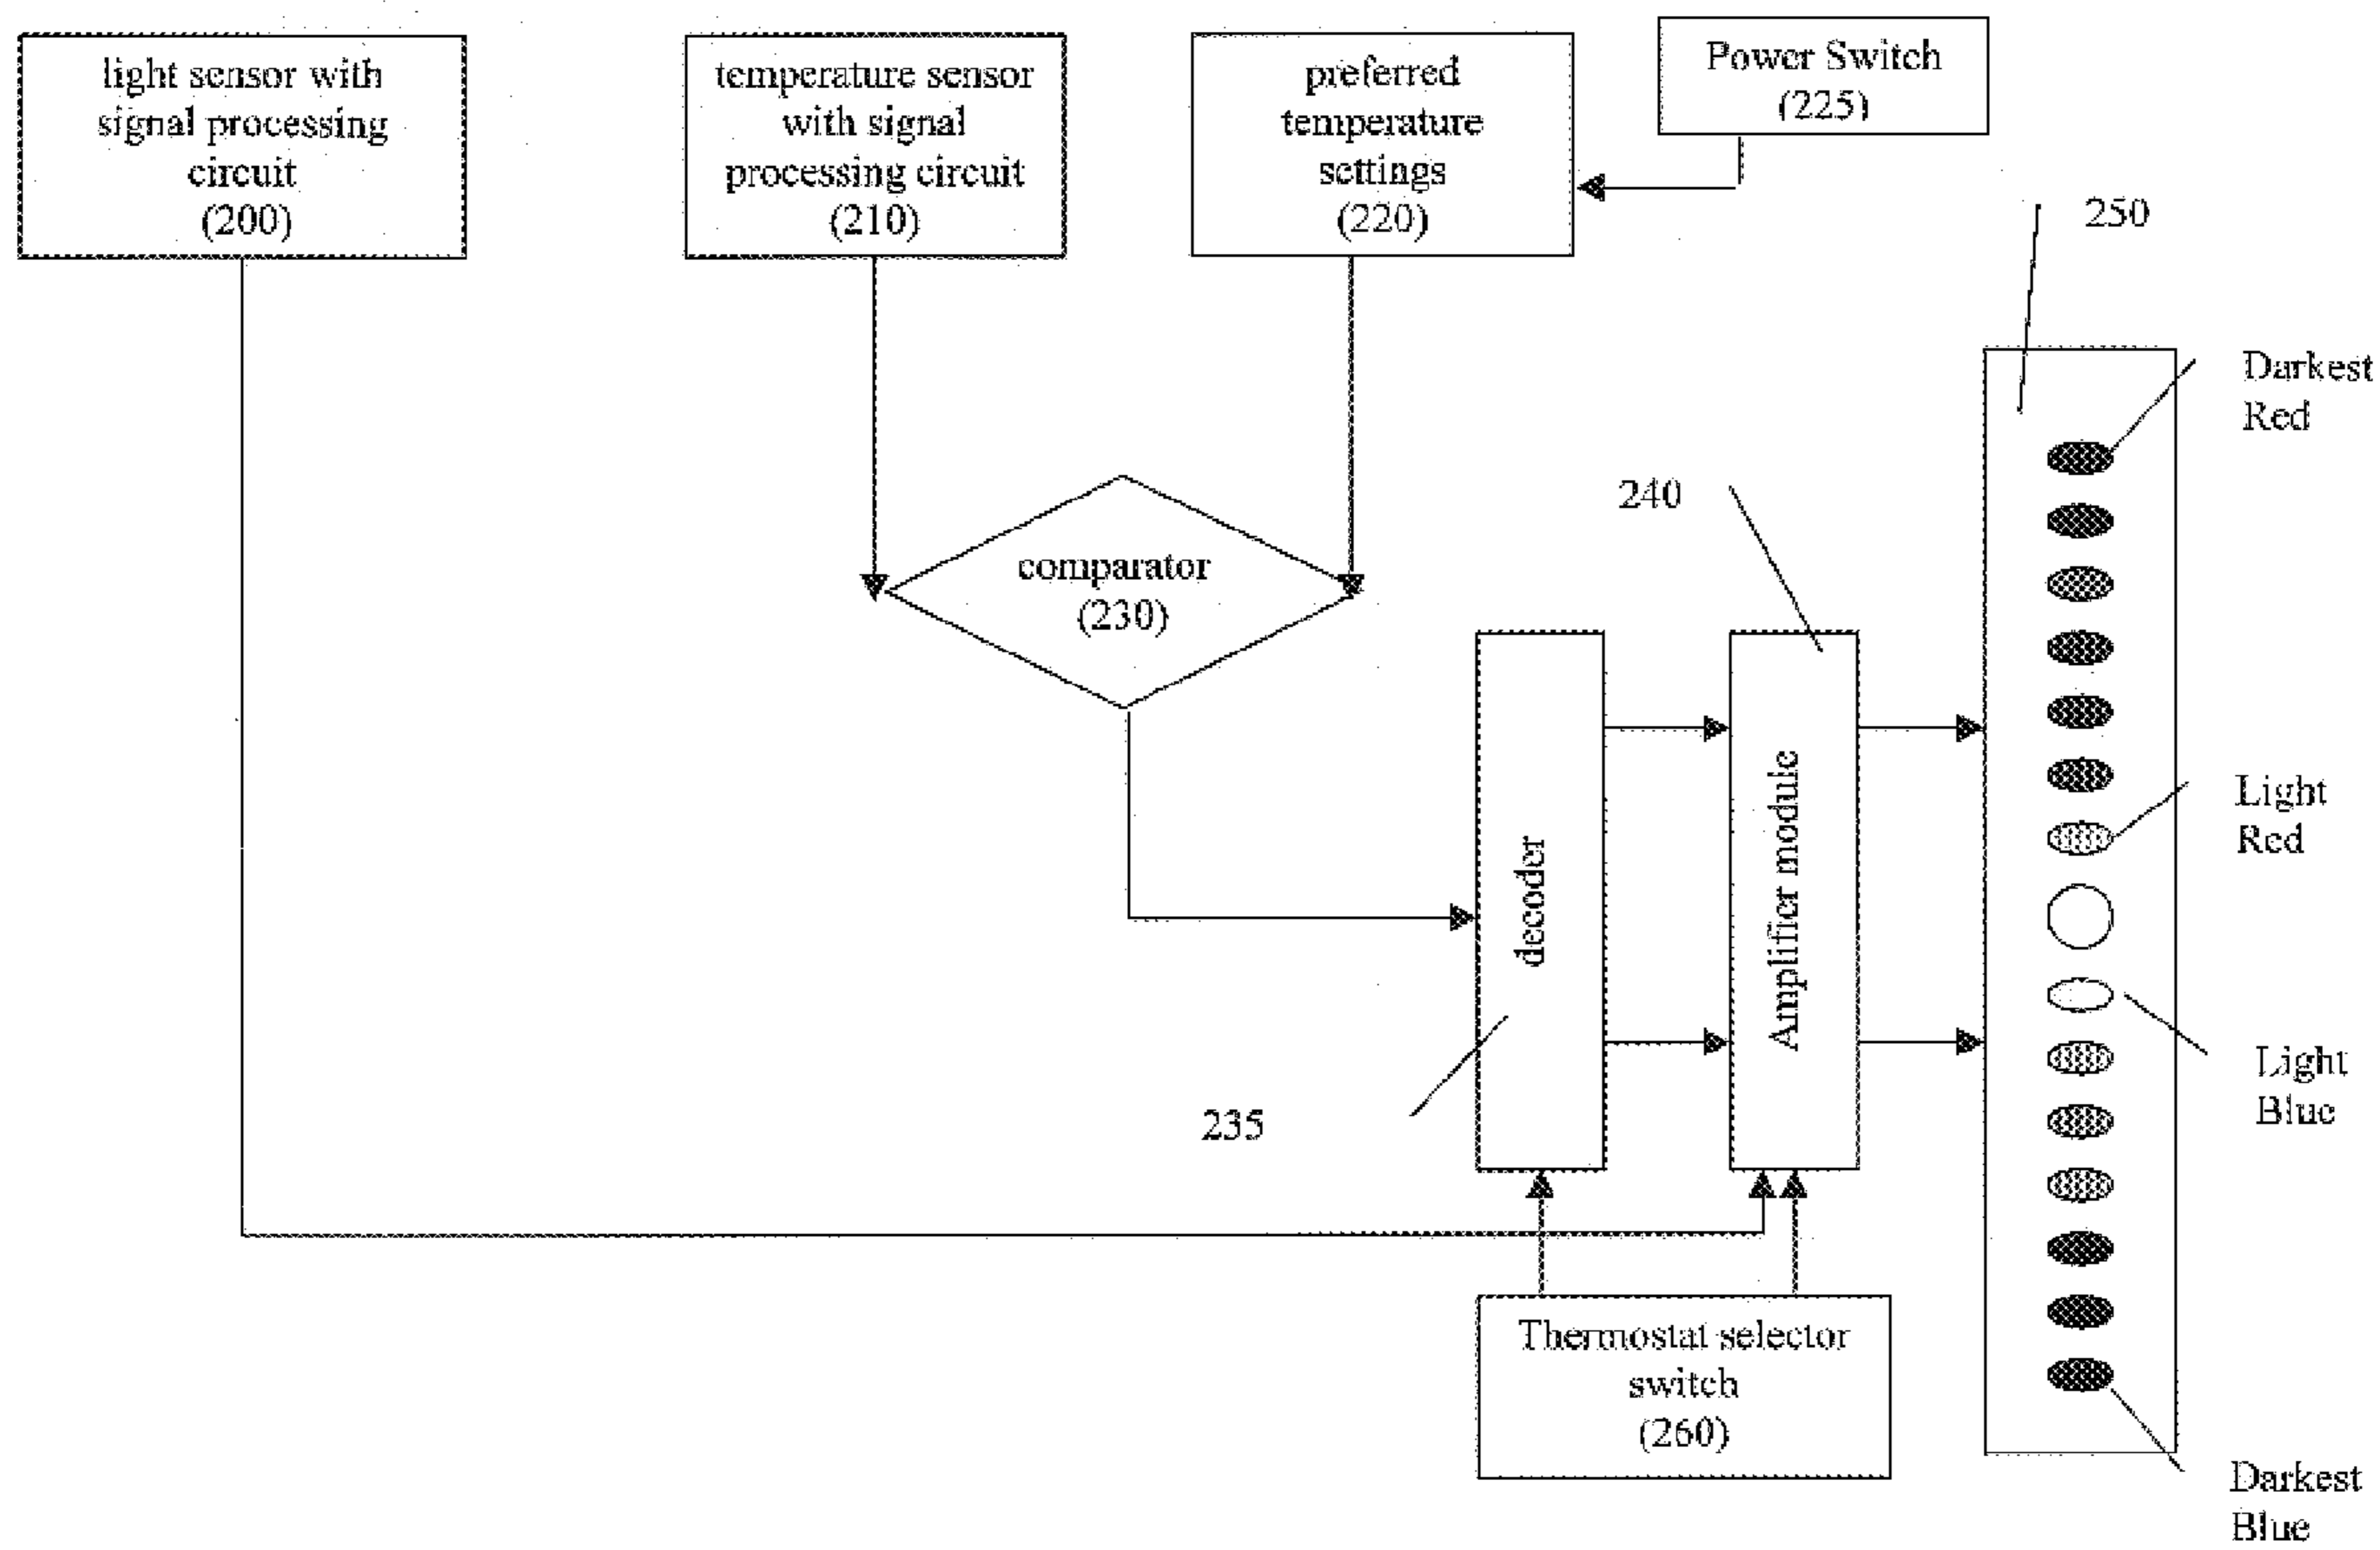 light sensor with
signal processing
circuit
(200)
temperature sensor
with signal
processing circuit
(210)
preferred
temperature
settings
(220)
Power Switch
(225)
250
Darkest
Red
240
comparator
(230)
Light
Red
decoder
Amplifier module
Light
Blue
235
Thermostat selector
switch
(260)
Darkest
Blue